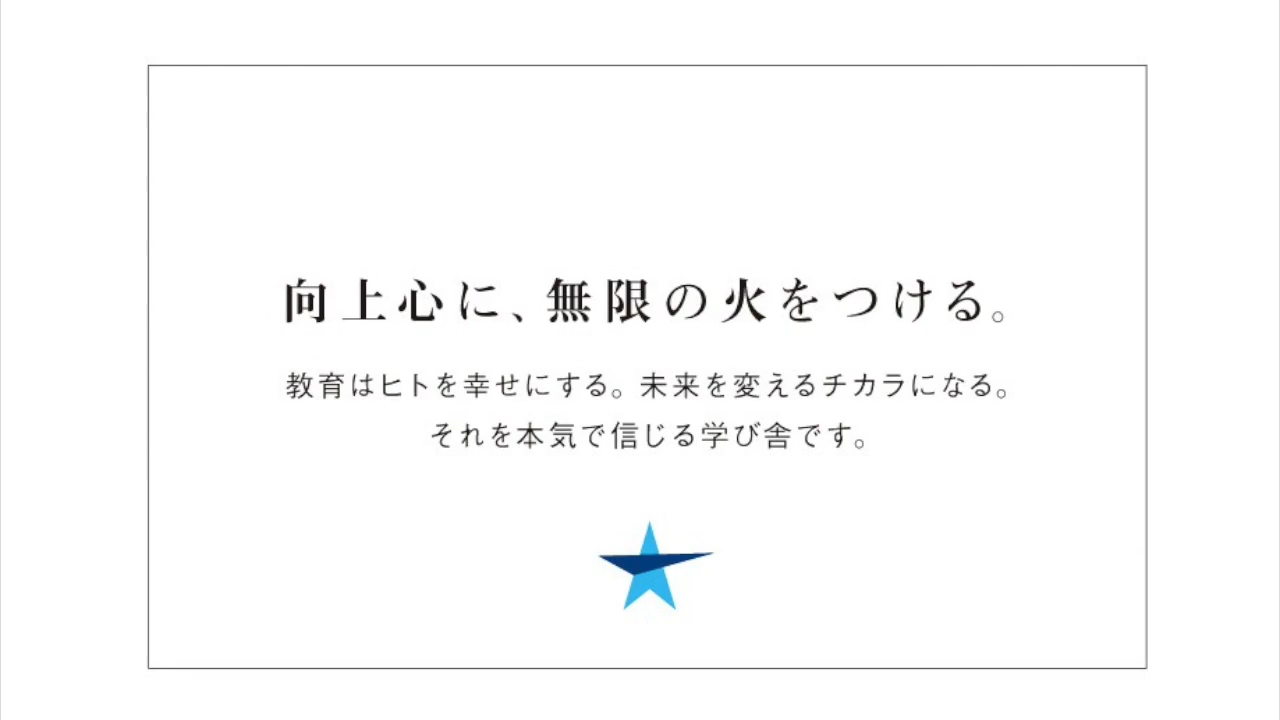 向上心に、無限の火をつける。
教育はヒトを幸せにする。未来を変えるチカラになる。
それを本気で信じる学び舎です。